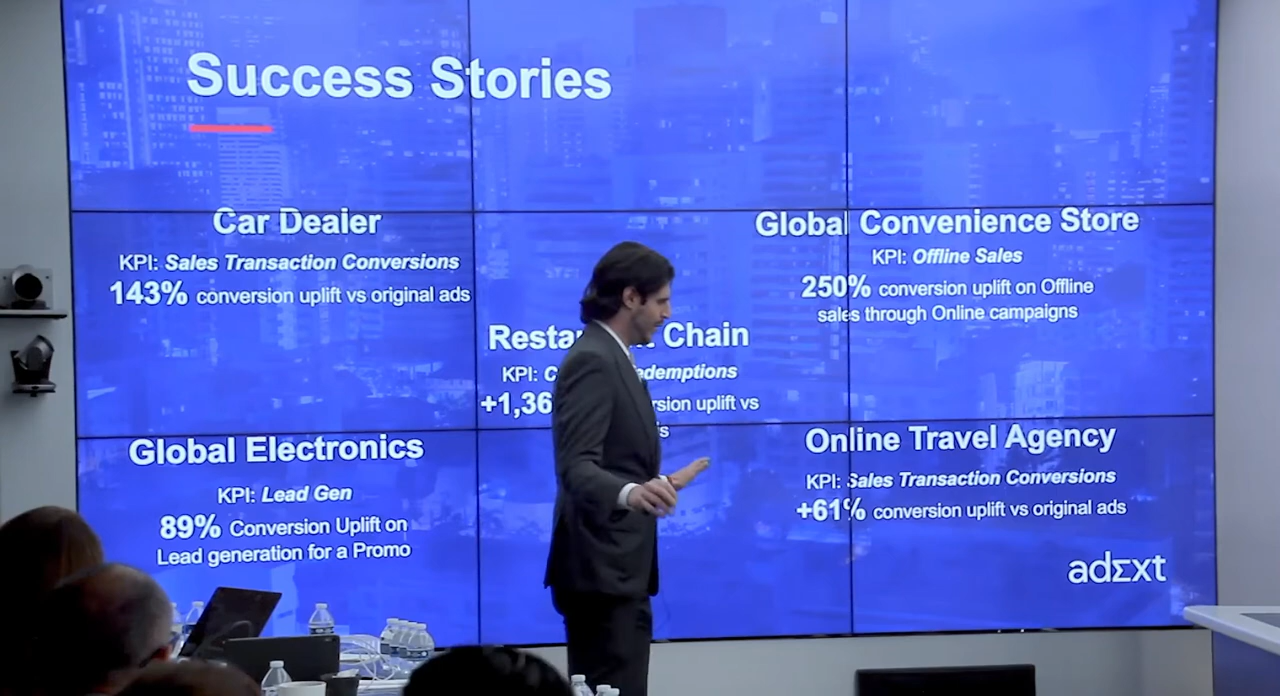 Success Stories
Car Dealer
KPI: Sales Transaction Conversions
143% conversion uplift vs original ads
Global Convenience Store
KPI: Offline Sales
250% conversion uplift on Offline
sales through Online campaigns
Chain
KPI:
uplift vs
Global Electronics
KPI: Lead Gen
89% Conversion Uplift on
Lead generation for a Promo
Online Travel Agency
KPI: Sales Transaction Conversions
+61% conversion uplift vs original ads
adΣxt